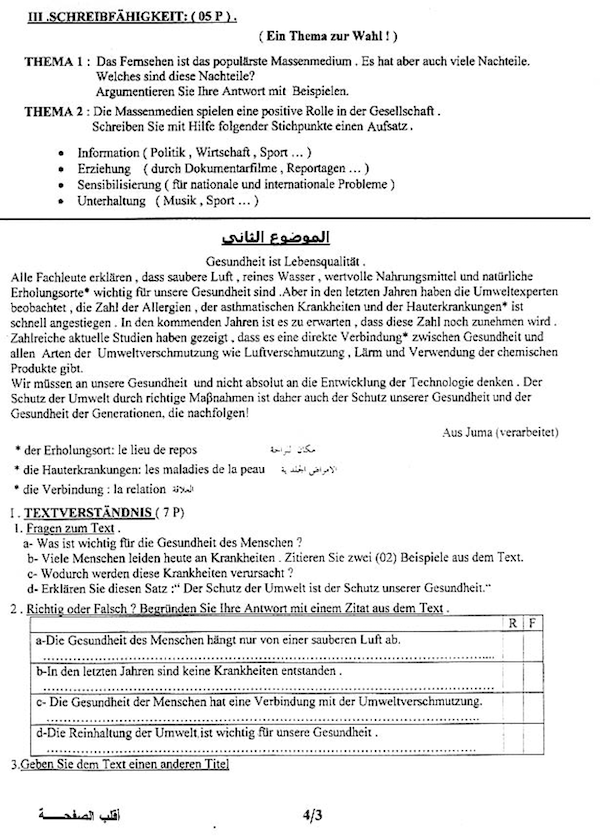 III .SCHREIBFÄHIGKEIT: ( 05 P ) .
( Ein Thema zur Wahl ! )
THEMA 1 : Das Fernsehen ist das populärste Massenmedium . Es hat aber auch viele Nachteile.
Welches sind diese Nachteile?
Argumentieren Sie Ihre Antwort mit Beispielen.
THEMA 2 : Die Massenmedien spielen eine positive Rolle in der Gesellschaft .
Schreiben Sie mit Hilfe folgender Stichpunkte einen Aufsatz .
• Information ( Politik , Wirtschaft , Sport ... )
• Erziehung ( durch Dokumentarfilme , Reportagen ... )
• Sensibilisierung ( für nationale und internationale Probleme )
• Unterhaltung ( Musik , Sport ... )
الموضوع الثاني
Gesundheit ist Lebensqualität .
Alle Fachleute erklären , dass saubere Luft , reines Wasser , wertvolle Nahrungsmittel und natürliche
Erholungsorte* wichtig für unsere Gesundheit sind .Aber in den letzten Jahren haben die Umweltexperten
beobachtet , die Zahl der Allergien , der asthmatischen Krankheiten und der Hauterkrankungen* ist
schnell angestiegen . In den kommenden Jahren ist es zu erwarten , dass diese Zahl noch zunehmen wird .
Zahlreiche aktuelle Studien haben gezeigt , dass es eine direkte Verbindung* zwischen Gesundheit und
allen Arten der Umweltverschmutzung wie Luftverschmutzung , Lärm und Verwendung der chemischen
Produkte gibt.
Wir müssen an unsere Gesundheit und nicht absolut an die Entwicklung der Technologie denken . Der
Schutz der Umwelt durch richtige Maßnahmen ist daher auch der Schutz unserer Gesundheit und der
Gesundheit der Generationen, die nachfolgen!
Aus Juma (verarbeitet)
* der Erholungsort: le lieu de repos مكان للراحة
* die Hauterkrankungen: les maladies de la peau الامراض الجلدية
* die Verbindung : la relation العلاقة
I . TEXTVERSTÄNDNIS ( 7 P)
1. Fragen zum Text .
a- Was ist wichtig für die Gesundheit des Menschen ?
b- Viele Menschen leiden heute an Krankheiten . Zitieren Sie zwei (02) Beispiele aus dem Text.
c- Wodurch werden diese Krankheiten verursacht ?
d- Erklären Sie diesen Satz :“ Der Schutz der Umwelt ist der Schutz unserer Gesundheit.“
2 . Richtig oder Falsch ? Begründen Sie Ihre Antwort mit einem Zitat aus dem Text .
R F
a-Die Gesundheit des Menschen hängt nur von einer sauberen Luft ab.
b-In den letzten Jahren sind keine Krankheiten entstanden .
c- Die Gesundheit der Menschen hat eine Verbindung mit der Umweltverschmutzung.
d-Die Reinhaltung der Umwelt ist wichtig für unsere Gesundheit .
3.Geben Sie dem Text einen anderen Titel
4/3
أقلب الصفحـــة